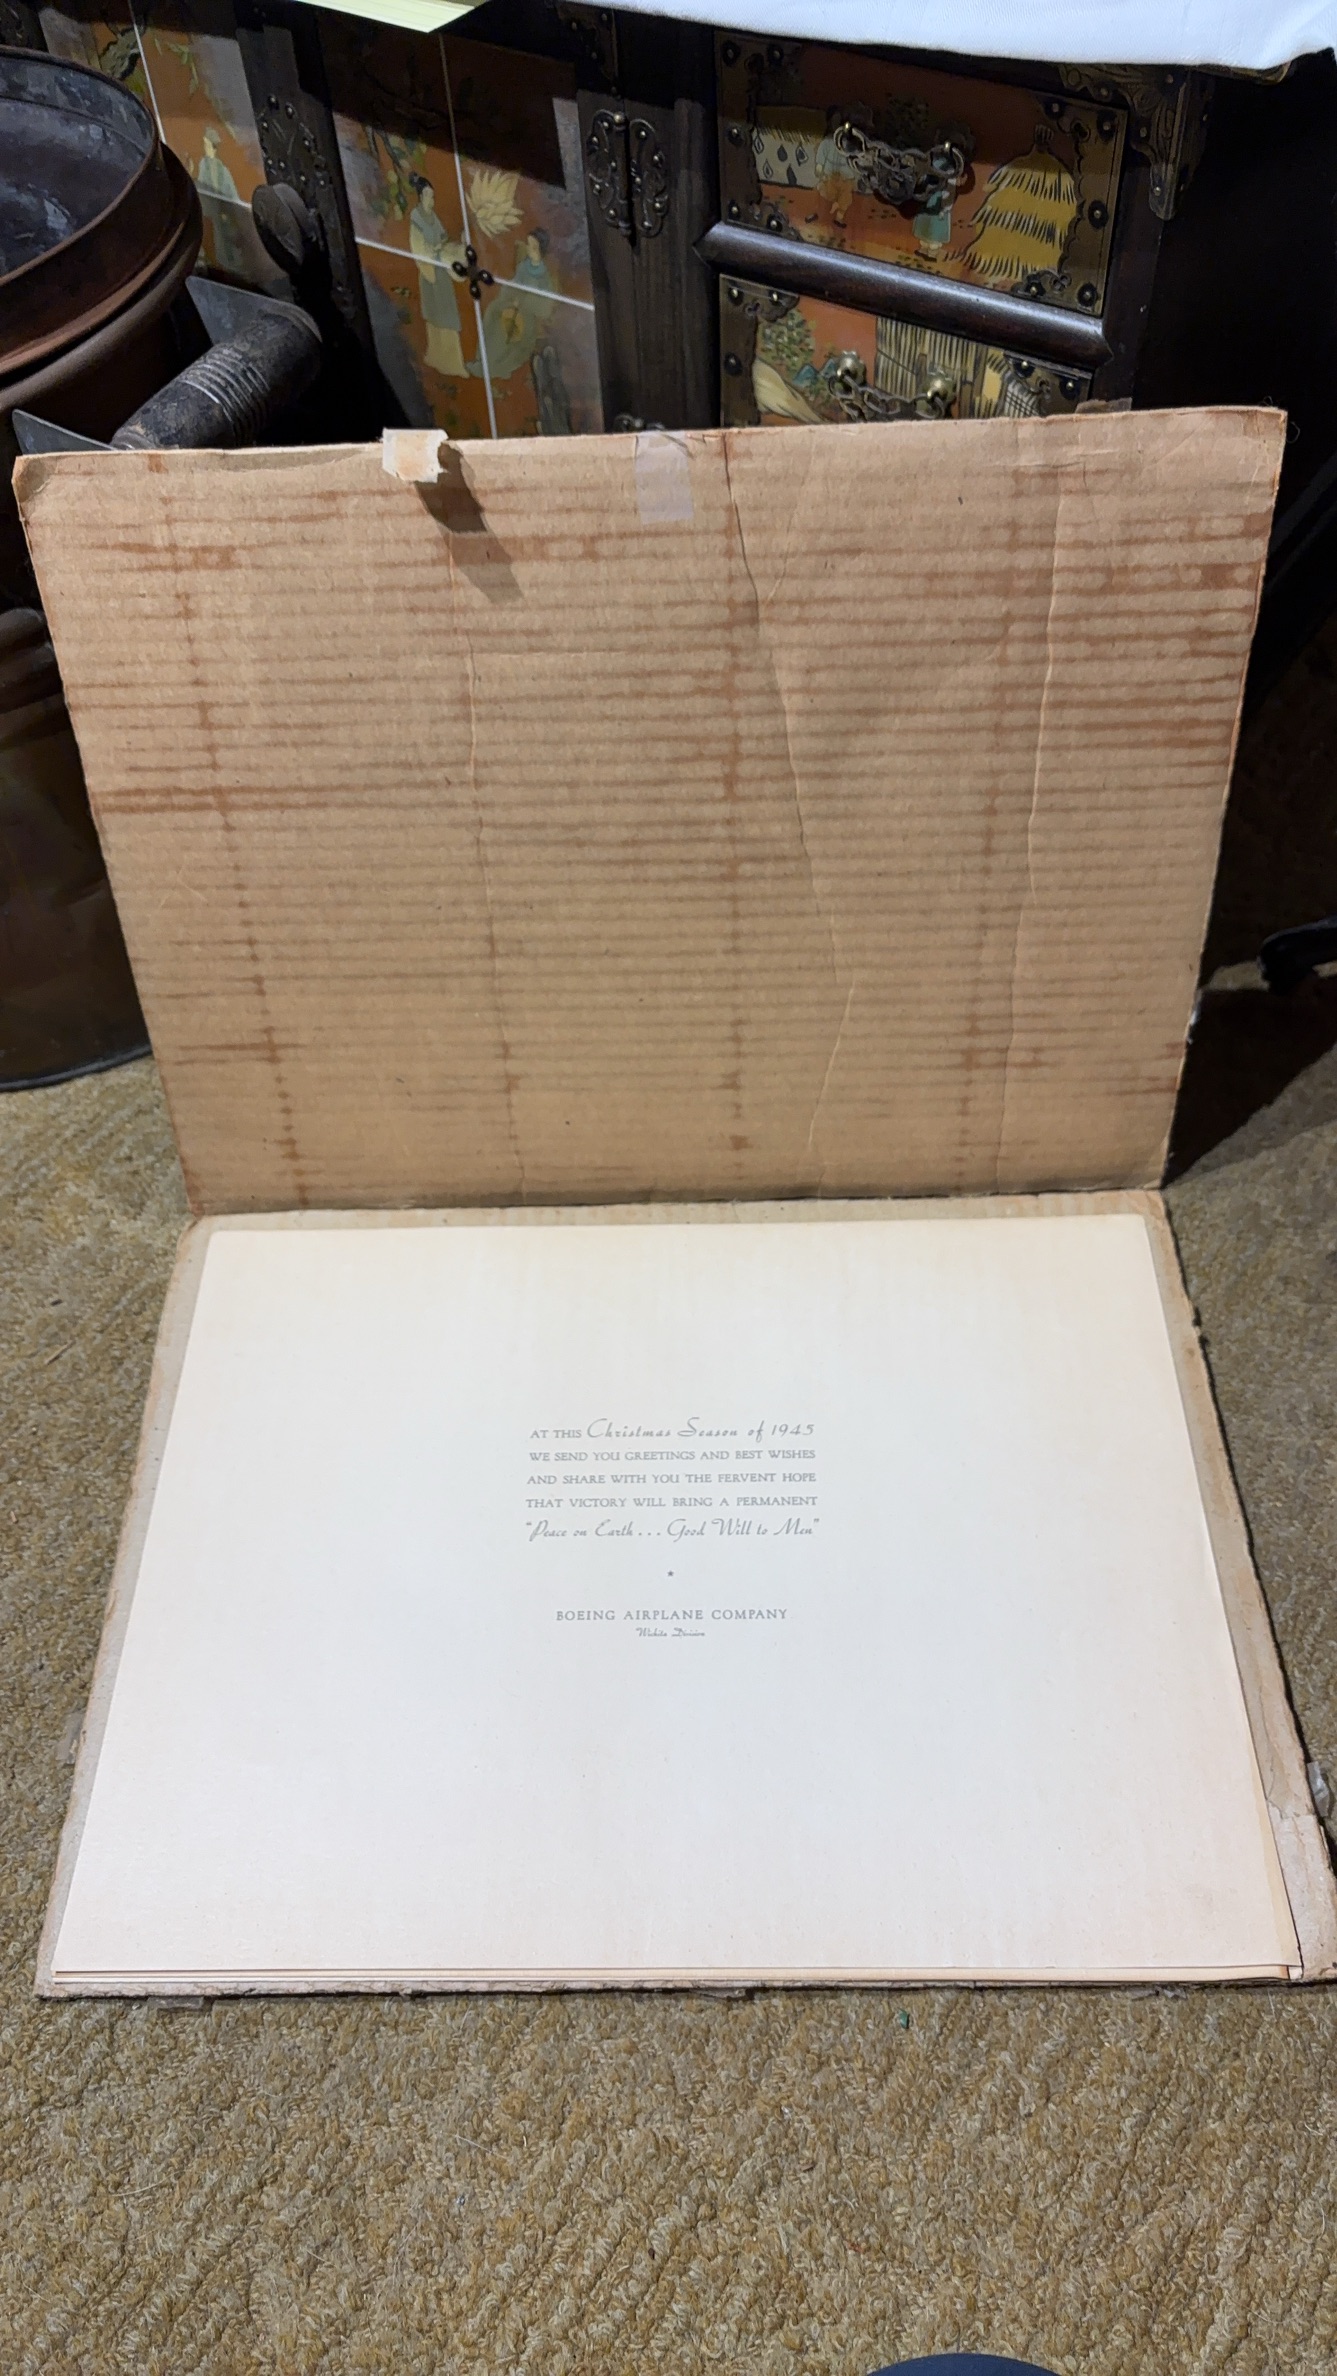 AT THIS Christmas Season of 1945
WE SEND YOU GREETINGS AND BEST WISHES
AND SHARE WITH YOU THE FERVENT HOPE
THAT VICTORY WILL BRING A PERMANENT
"Peace on Earth... Good Will to Men"
*
BOEING AIRPLANE COMPANY
Wichita Division